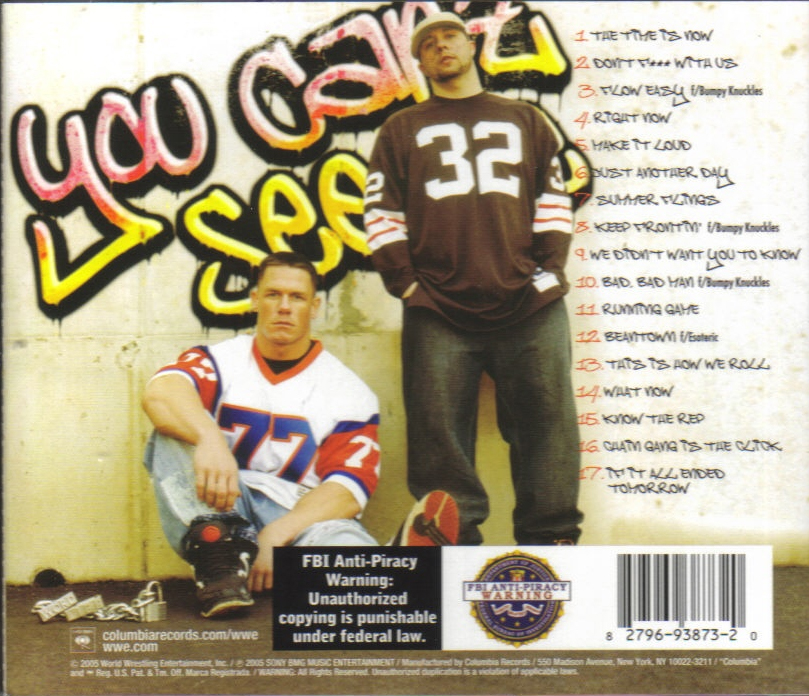 you can't
see
1. THE TIME IS NOW
2. DON'T F*** WITH US
3. FLOW EASY f/Bumpy Knuckles
4. RIGHT NOW
5. MAKE IT LOUD
6. JUST ANOTHER DAY
7. SUMMER FLINGS
8. KEEP FRONTIN' f/Bumpy Knuckles
9. WE DIDN'T WANT YOU TO KNOW
10. BAD, BAD MAN f/Bumpy Knuckles
11. RUNNING GAME
12. BEANTOWN f/Esoteric
13. THIS IS HOW WE ROLL
14. WHAT NOW
15. KNOW THE REP
16. CHAIN GANG IS THE CLICK
17. IF IT ALL ENDED
TOMORROW
32
32
3
77
77
77
FBI Anti-Piracy
Warning:
Unauthorized
copying is punishable
under federal law.
FBI ANTI-PIRACY
WARNING
8 2796-93873-2 0
columbiarecords.com/wwe
wwe.com
© 2005 World Wrestling Entertainment, Inc. / ℗ 2005 SONY BMG MUSIC ENTERTAINMENT / Manufactured by Columbia Records / 550 Madison Avenue, New York, NY 10022-3211 / "Columbia"
and ™ Reg. U.S. Pat. & Tm. Off. Marca Registrada. / WARNING: All Rights Reserved. Unauthorized duplication is a violation of applicable laws.